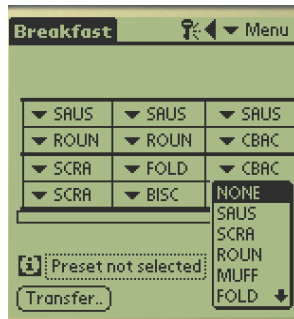 Breakfast Menu
SAUS SAUS SAUS
ROUN ROUN CBAC
SCRA FOLD CBAC
SCRA BISC NONE
SAUS
SCRA
ROUN
MUFF
FOLD
Preset not selected
Transfer..